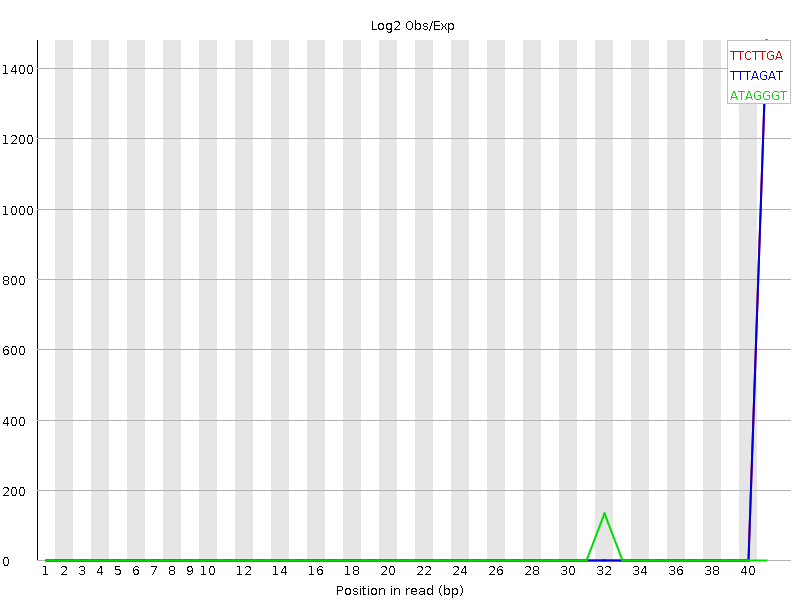 Log2 Obs/Exp
1400
1200
1000
800
600
400
200
0
TTCTTGA
TTTAGAT
ATAGGGT
1 2 3 4 5 6 7 8 9 10 12 14 16 18 20 22 24 26 28 30 32 34 36 38 40
Position in read (bp)